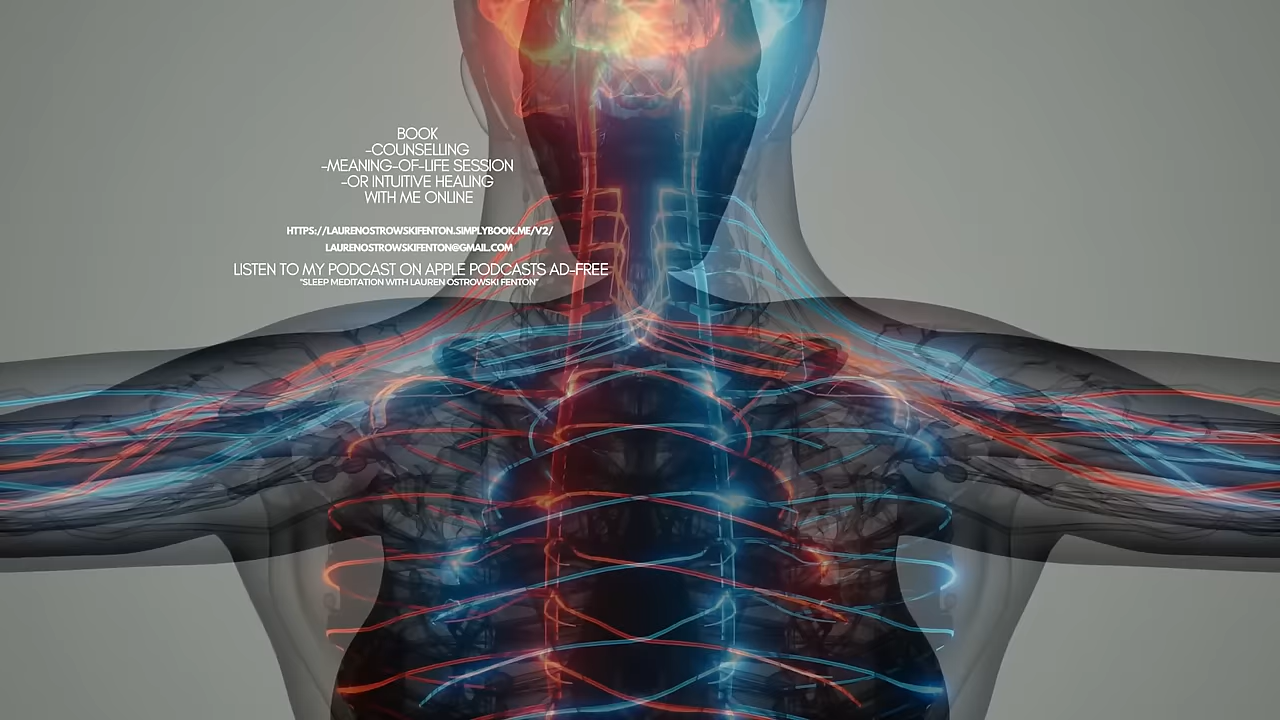 BOOK
-COUNSELLING
-MEANING-OF-LIFE SESSION
-OR INTUITIVE HEALING
WITH ME ONLINE
HTTPS://LAURENOSTROWSKIFENTON.SIMPLYBOOK.ME/V2/
LAURENOSTROWSKIFENTON@GMAIL.COM
LISTEN TO MY PODCAST ON APPLE PODCASTS AD-FREE
"SLEEP MEDITATION WITH LAUREN OSTROWSKI FENTON"